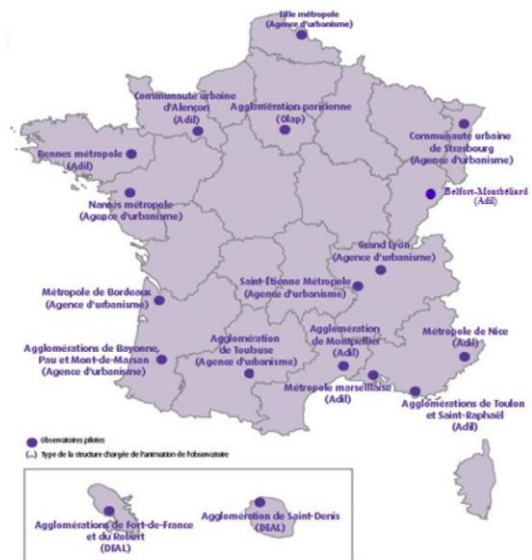 Lille métropole
(Agence d'urbanisme)
Communauté urbaine
d'Alençon
(Adil)
Agglomération parisienne
(Olap)
Communauté urbaine
de Strasbourg
(Agence d'urbanisme)
Rennes métropole
(Adil)
Belfort-Montbéliard
(Adil)
Nantes métropole
(Agence d'urbanisme)
Grand Lyon
(Agence d'urbanisme)
Saint-Étienne Métropole
(Agence d'urbanisme)
Métropole de Bordeaux
(Agence d'urbanisme)
Agglomération
de Montpellier
(Adil)
Métropole de Nice
(Adil)
Agglomération
de Toulouse
(Agence d'urbanisme)
Agglomérations de Bayonne,
Pau et Mont-de-Marsan
(Agence d'urbanisme)
Métropole marseillaise
(Adil)
Agglomérations de Toulon
et Saint-Raphaël
(Adil)
Observatoires pilotes
(...) Type de la structure chargée de l'animation de l'observatoire
Agglomérations de Fort-de-France
et du Robert
(DEAL)
Agglomération de Saint-Denis
(DEAL)